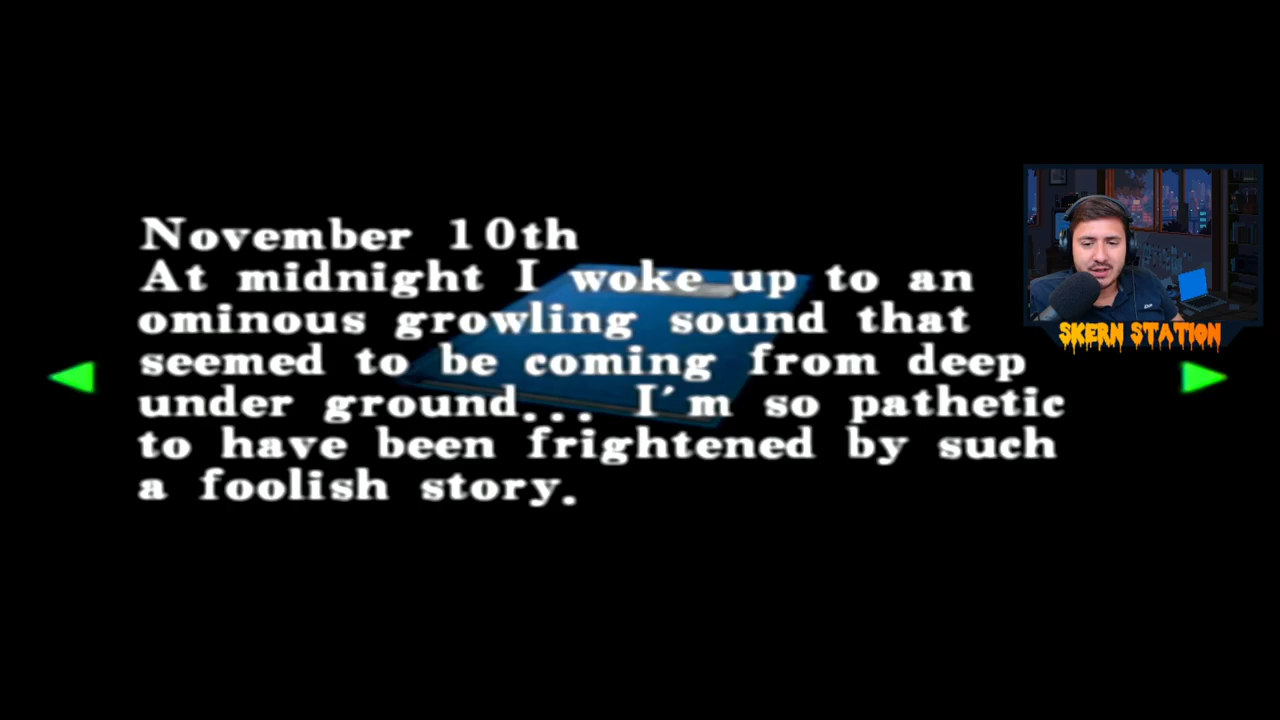 November 10th
At midnight I woke up to an
ominous growling sound that
seemed to be coming from deep
under ground... I'm so pathetic
to have been frightened by such
a foolish story.
SKERN STATION